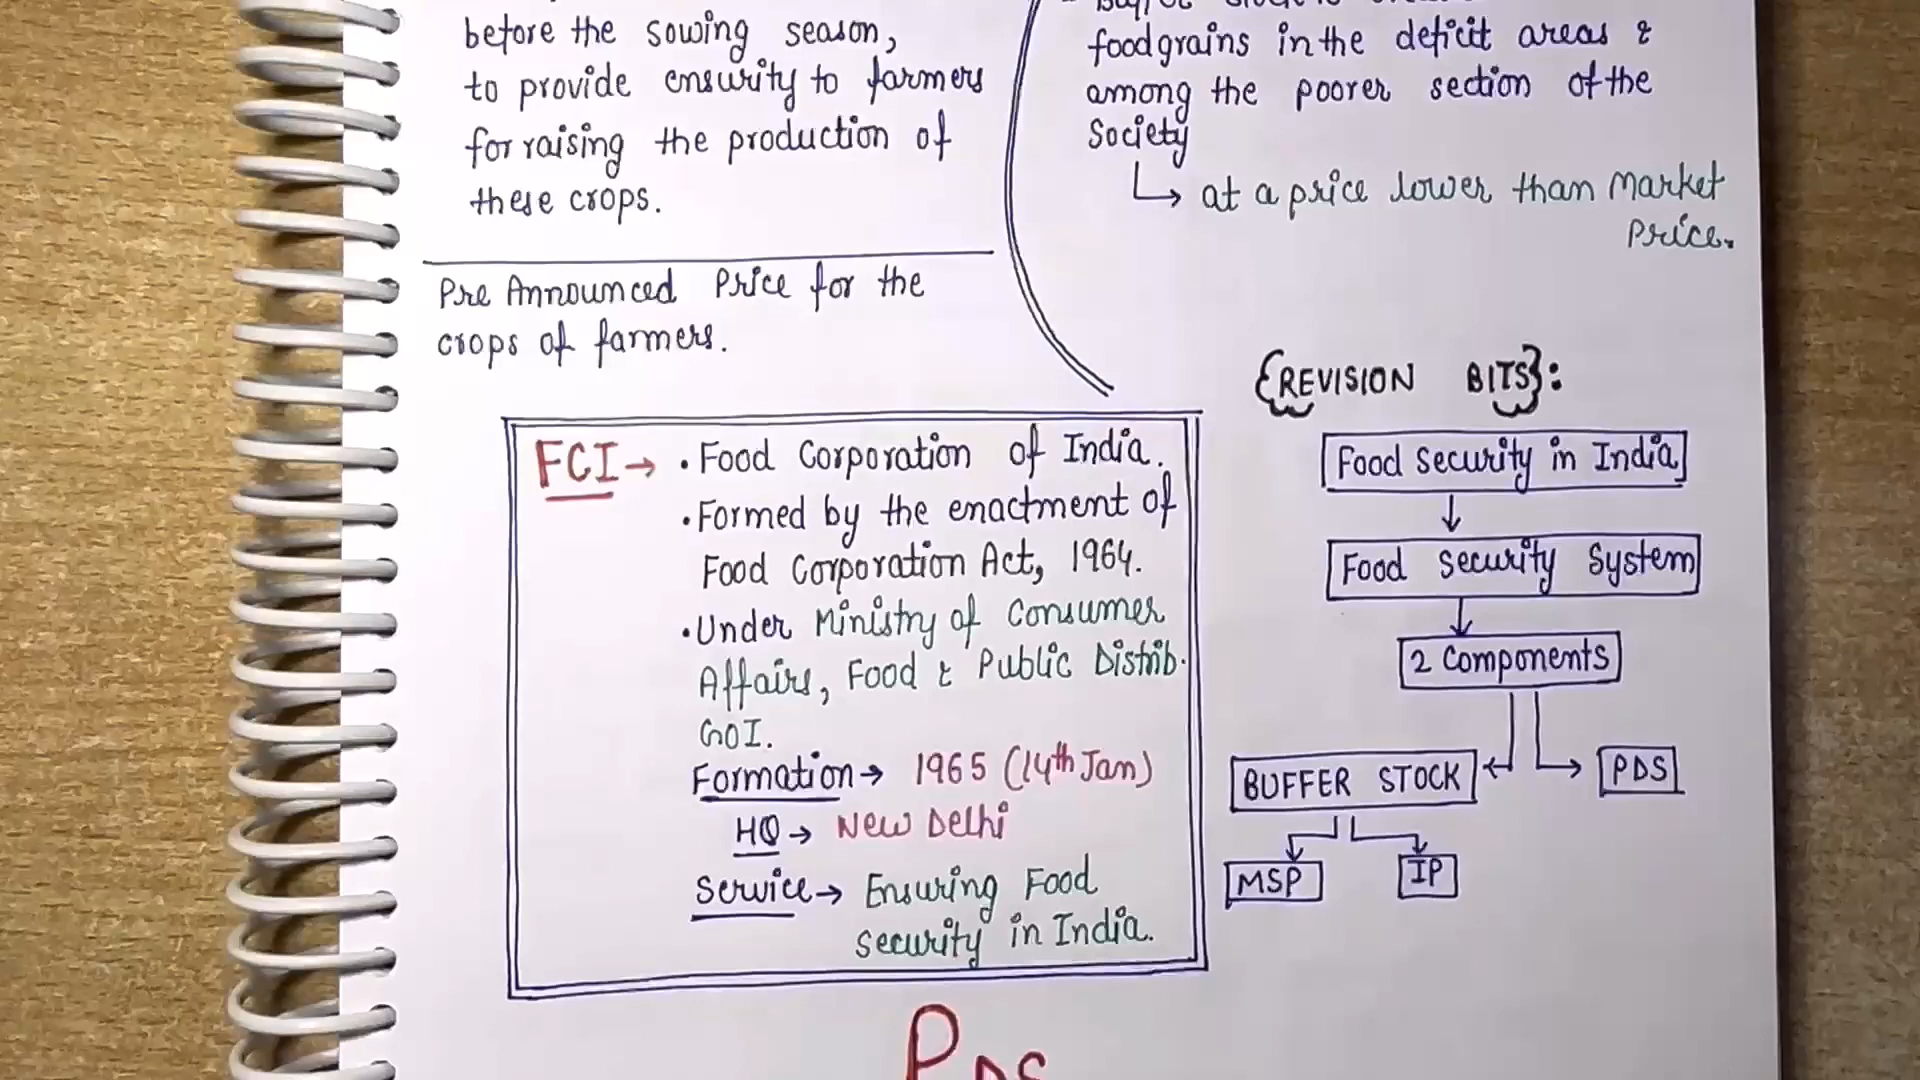 before the sowing season,
to provide ensurity to farmers
for raising the production of
these crops.
Pre Announced Price for the
crops of farmers.
foodgrains in the deficit areas &
among the poorer section of the
Society
↳ at a price lower than Market
Price.
FCI → • Food Corporation of India.
• Formed by the enactment of
Food Corporation Act, 1964.
• Under Ministry of Consumer
Affairs, Food & Public Distrib.
GOI.
Formation → 1965 (14th Jan)
HQ → New Delhi
Service → Ensuring Food
security in India.
{REVISION BITS}:
Food security in India
↓
Food security System
↓
2 Components
BUFFER STOCK ← → PDS
MSP IP
PDS